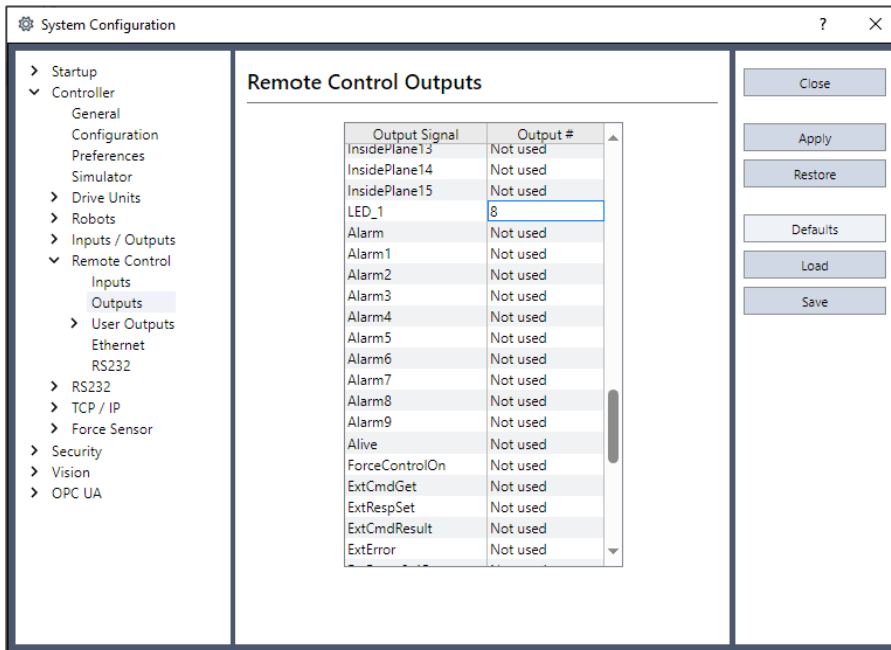 System Configuration
?
Startup
Controller
General
Configuration
Preferences
Simulator
Drive Units
Robots
Inputs / Outputs
Remote Control
Inputs
Outputs
User Outputs
Ethernet
RS232
RS232
TCP / IP
Force Sensor
Security
Vision
OPC UA
Remote Control Outputs
Output Signal Output #
InsidePlane13 Not used
InsidePlane14 Not used
InsidePlane15 Not used
LED_1 8
Alarm Not used
Alarm1 Not used
Alarm2 Not used
Alarm3 Not used
Alarm4 Not used
Alarm5 Not used
Alarm6 Not used
Alarm7 Not used
Alarm8 Not used
Alarm9 Not used
Alive Not used
ForceControlOn Not used
ExtCmdGet Not used
ExtRespSet Not used
ExtCmdResult Not used
ExtError Not used
Close
Apply
Restore
Defaults
Load
Save